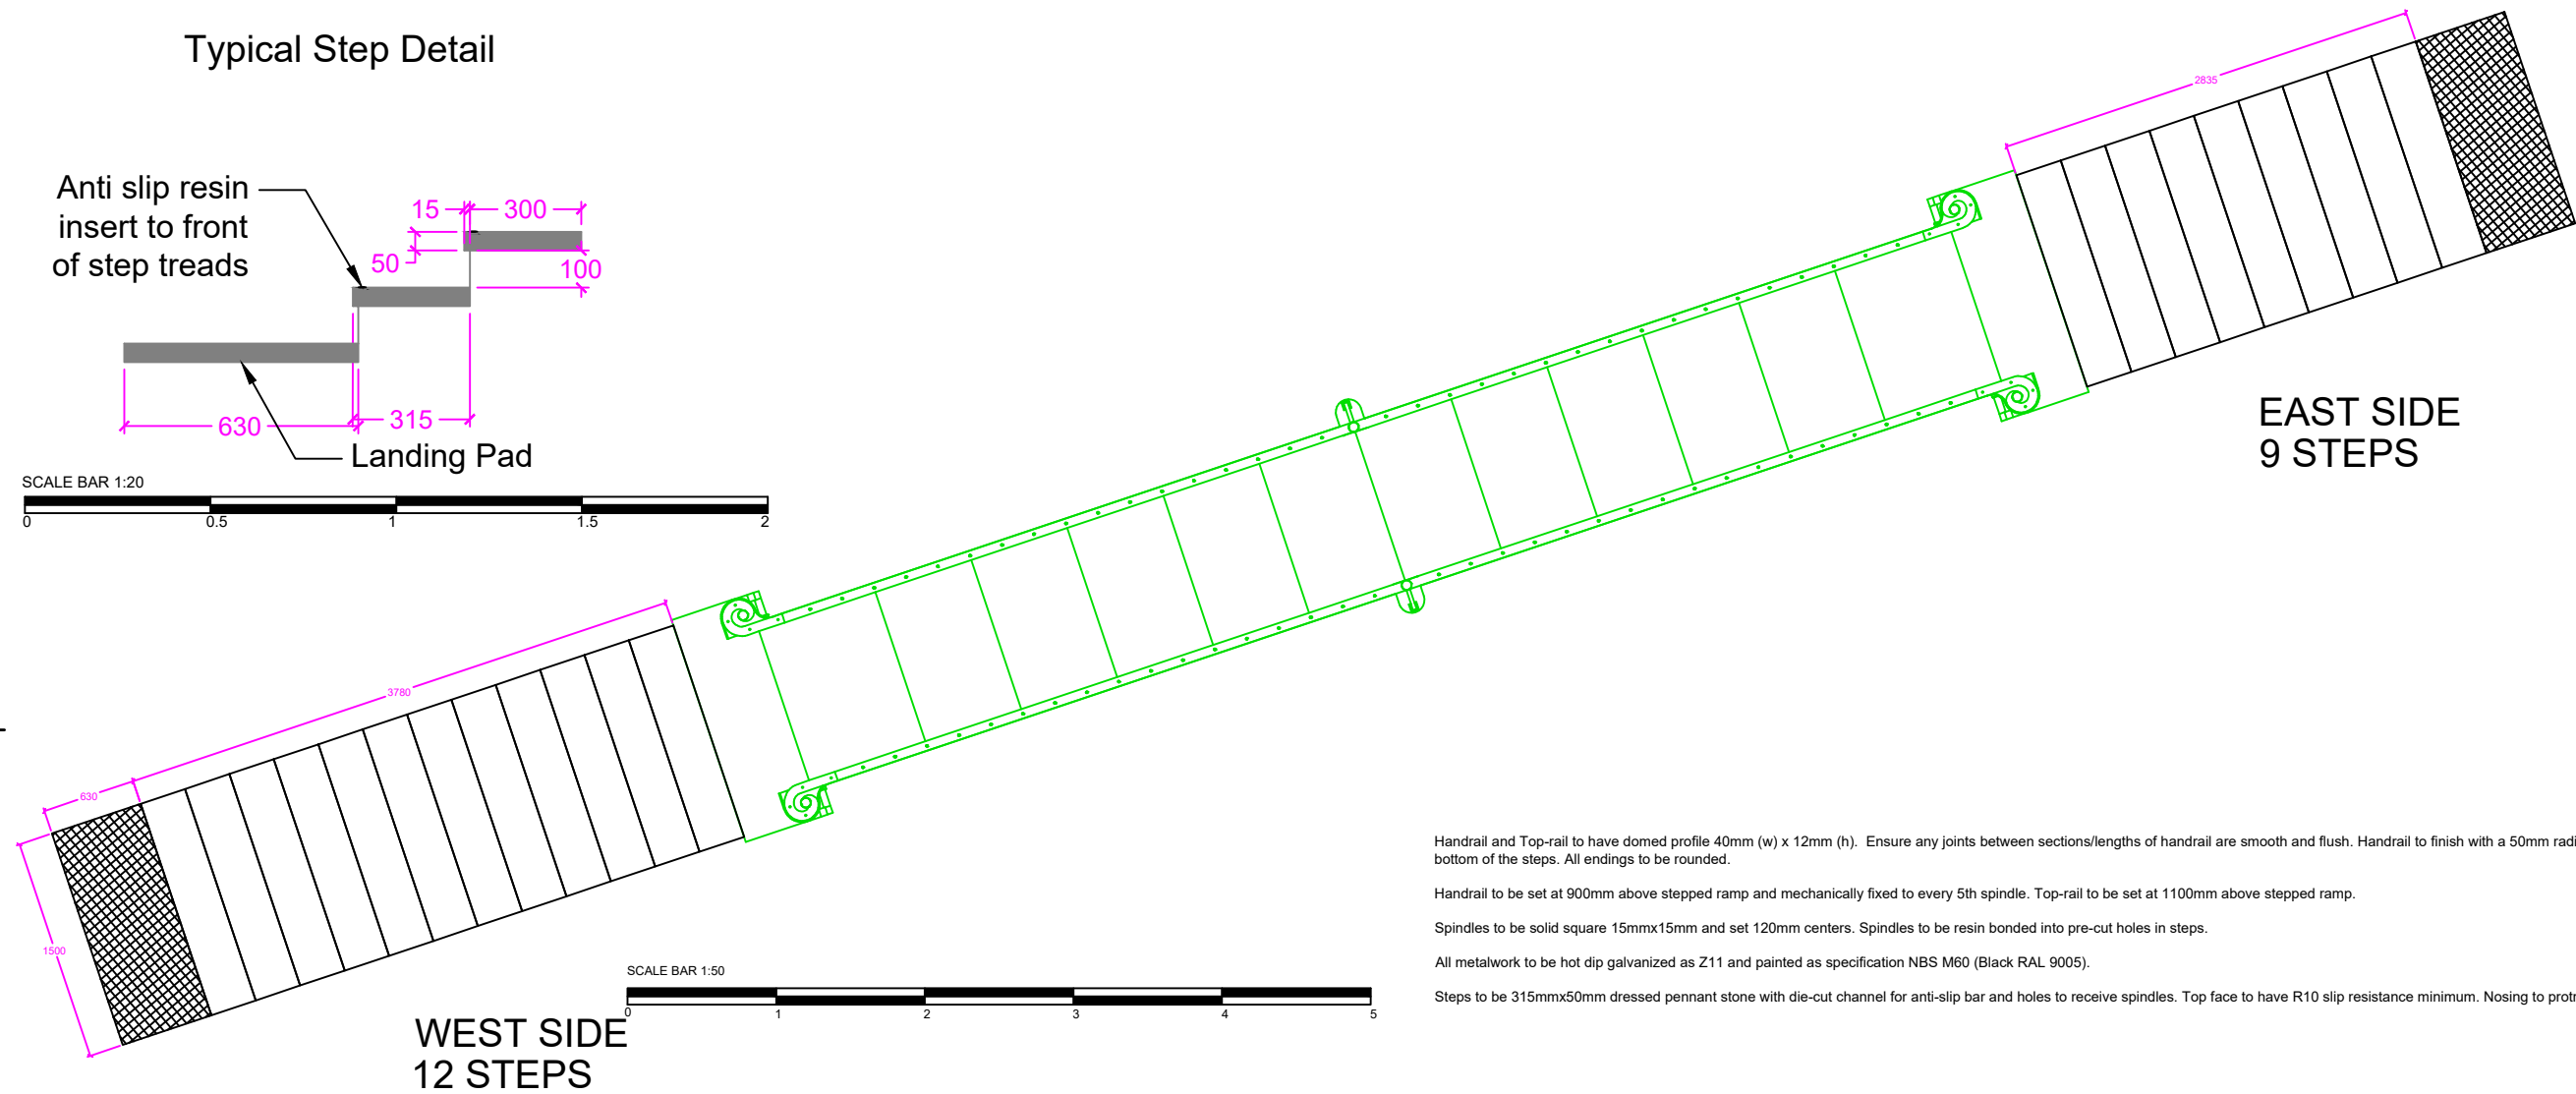 Typical Step Detail
Anti slip resin
insert to front
of step treads
15
300
50
100
630
315
Landing Pad
SCALE BAR 1:20
0
0.5
1
1.5
2
2835
EAST SIDE
9 STEPS
3780
630
1500
WEST SIDE
12 STEPS
SCALE BAR 1:50
0
1
2
3
4
5
Handrail and Top-rail to have domed profile 40mm (w) x 12mm (h). Ensure any joints between sections/lengths of handrail are smooth and flush. Handrail to finish with a 50mm radi
bottom of the steps. All endings to be rounded.
Handrail to be set at 900mm above stepped ramp and mechanically fixed to every 5th spindle. Top-rail to be set at 1100mm above stepped ramp.
Spindles to be solid square 15mmx15mm and set 120mm centers. Spindles to be resin bonded into pre-cut holes in steps.
All metalwork to be hot dip galvanized as Z11 and painted as specification NBS M60 (Black RAL 9005).
Steps to be 315mmx50mm dressed pennant stone with die-cut channel for anti-slip bar and holes to receive spindles. Top face to have R10 slip resistance minimum. Nosing to protr